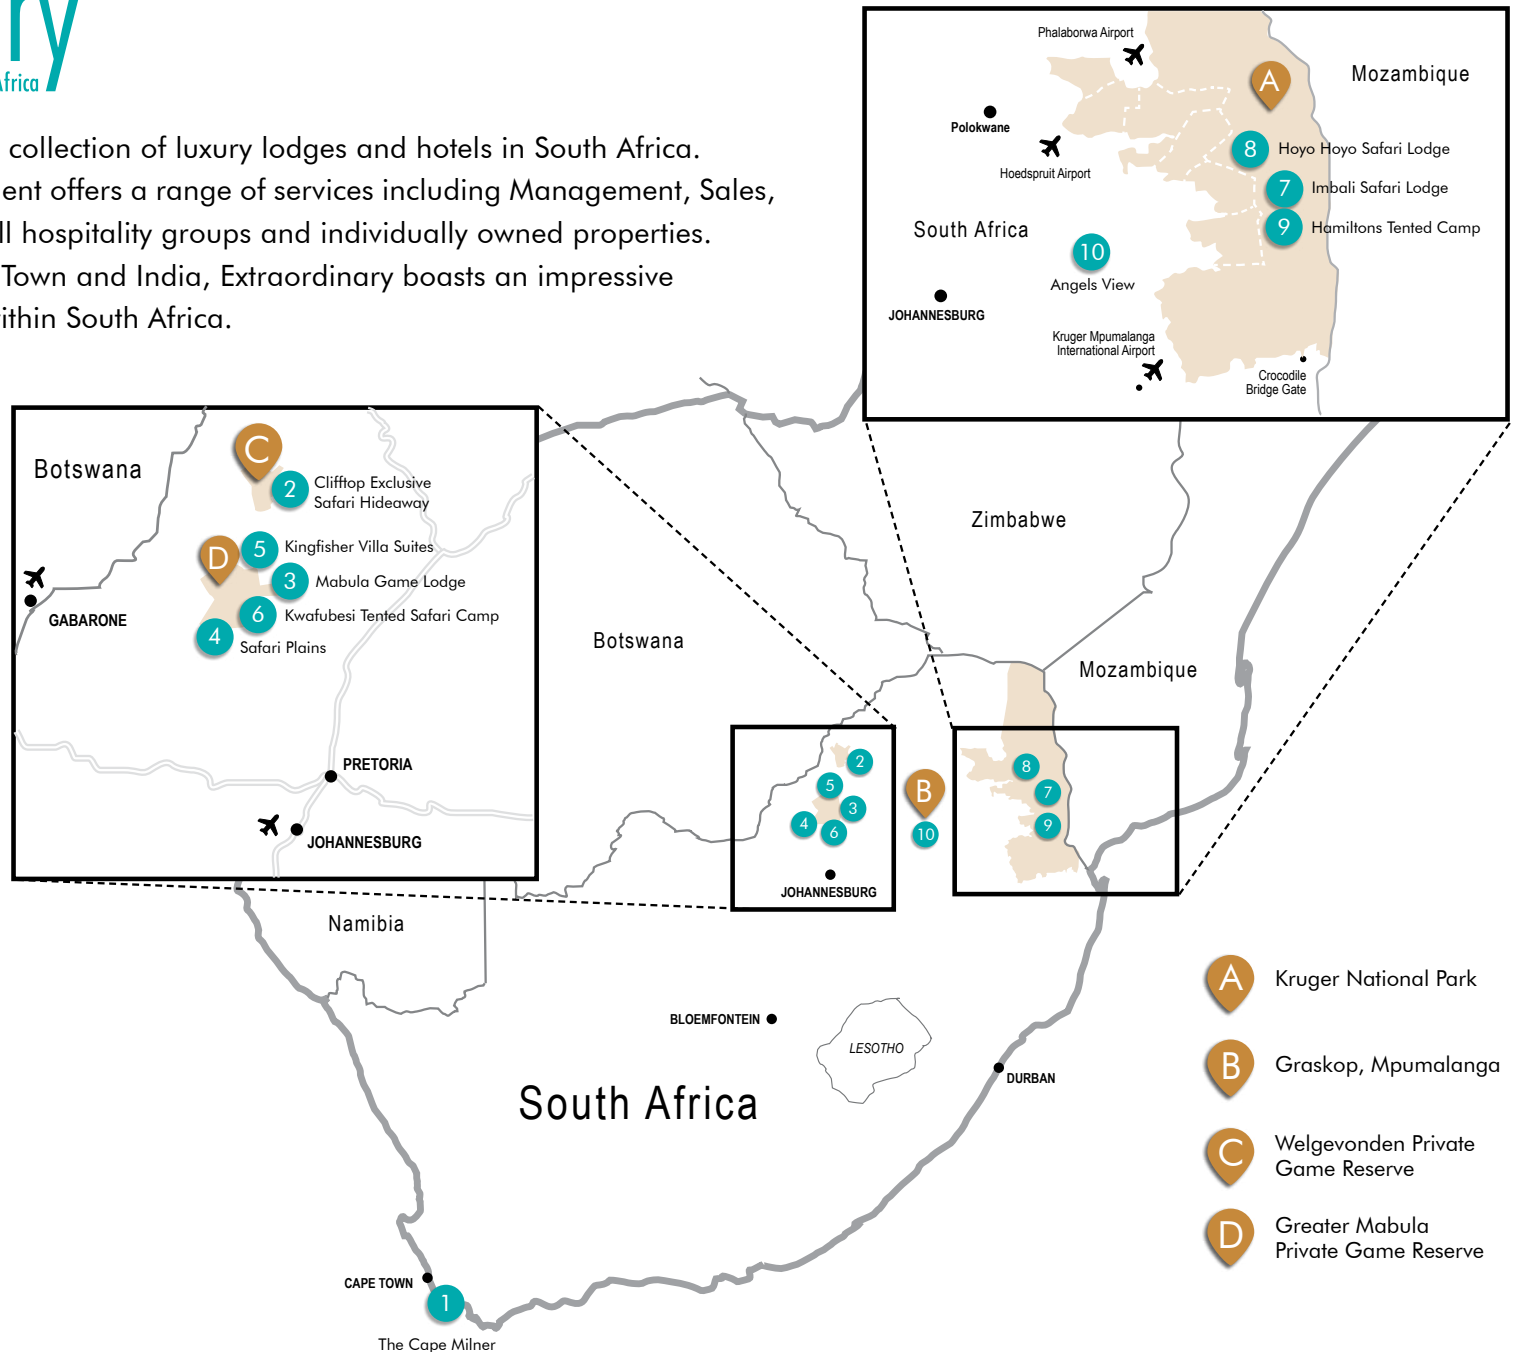 ry
Africa
collection of luxury lodges and hotels in South Africa.
ent offers a range of services including Management, Sales,
ll hospitality groups and individually owned properties.
Town and India, Extraordinary boasts an impressive
ithin South Africa.
Phalaborwa Airport
A
Mozambique
Polokwane
Hoedspruit Airport
8
Hoyo Hoyo Safari Lodge
7
Imbali Safari Lodge
South Africa
9
Hamiltons Tented Camp
10
Angels View
JOHANNESBURG
Kruger Mpumalanga
International Airport
Crocodile
Bridge Gate
Botswana
C
2
Clifftop Exclusive
Safari Hideaway
D
5
Kingfisher Villa Suites
3
Mabula Game Lodge
GABARONE
6
Kwafubesi Tented Safari Camp
4
Safari Plains
PRETORIA
JOHANNESBURG
Zimbabwe
Botswana
Mozambique
2
5
3
4
6
JOHANNESBURG
B
10
8
7
9
Namibia
BLOEMFONTEIN
LESOTHO
DURBAN
South Africa
CAPE TOWN
1
The Cape Milner
A
Kruger National Park
B
Graskop, Mpumalanga
C
Welgevonden Private
Game Reserve
D
Greater Mabula
Private Game Reserve